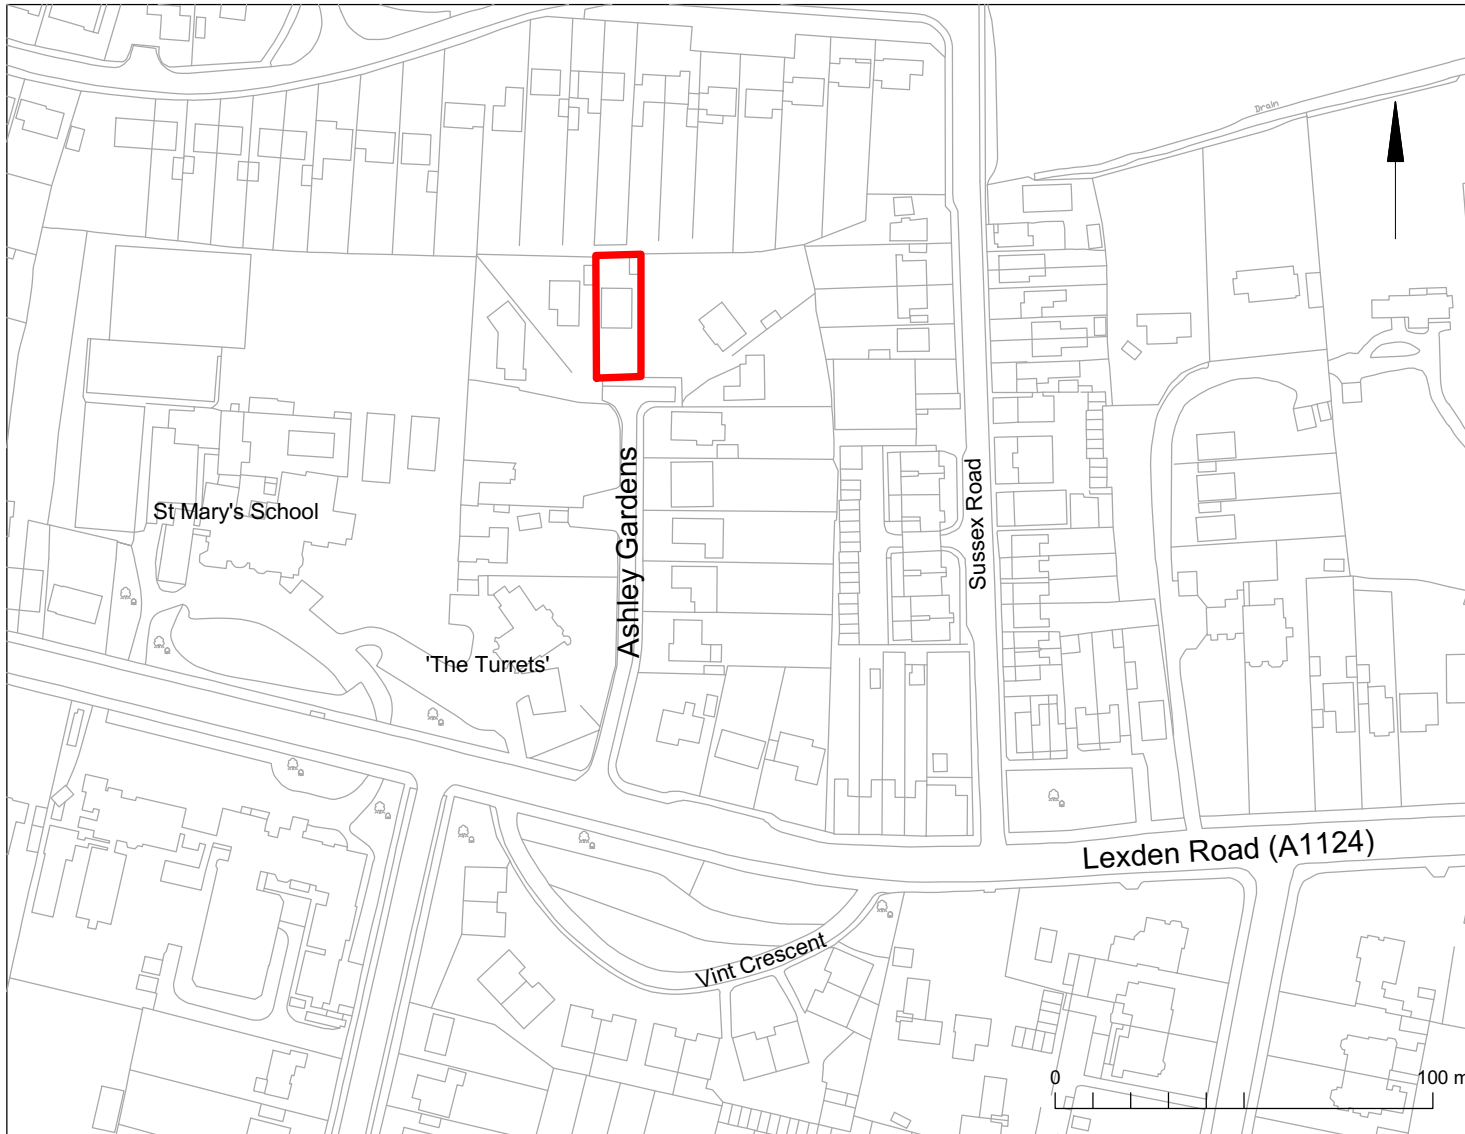 Drain
St Mary's School
Ashley Gardens
Sussex Road
'The Turrets'
Lexden Road (A1124)
Vint Crescent
0
100 m